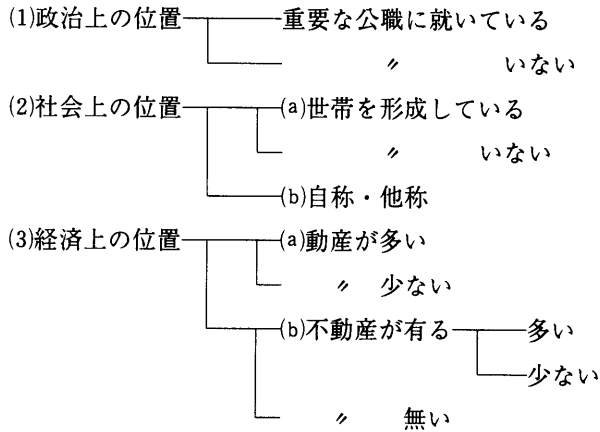 (1)政治上の位置 重要な公職に就いている
〃 いない
(2)社会上の位置 (a)世帯を形成している
〃 いない
(b)自称・他称
(3)経済上の位置 (a)動産が多い
〃 少ない
(b)不動産が有る 多い
少ない
〃 無い